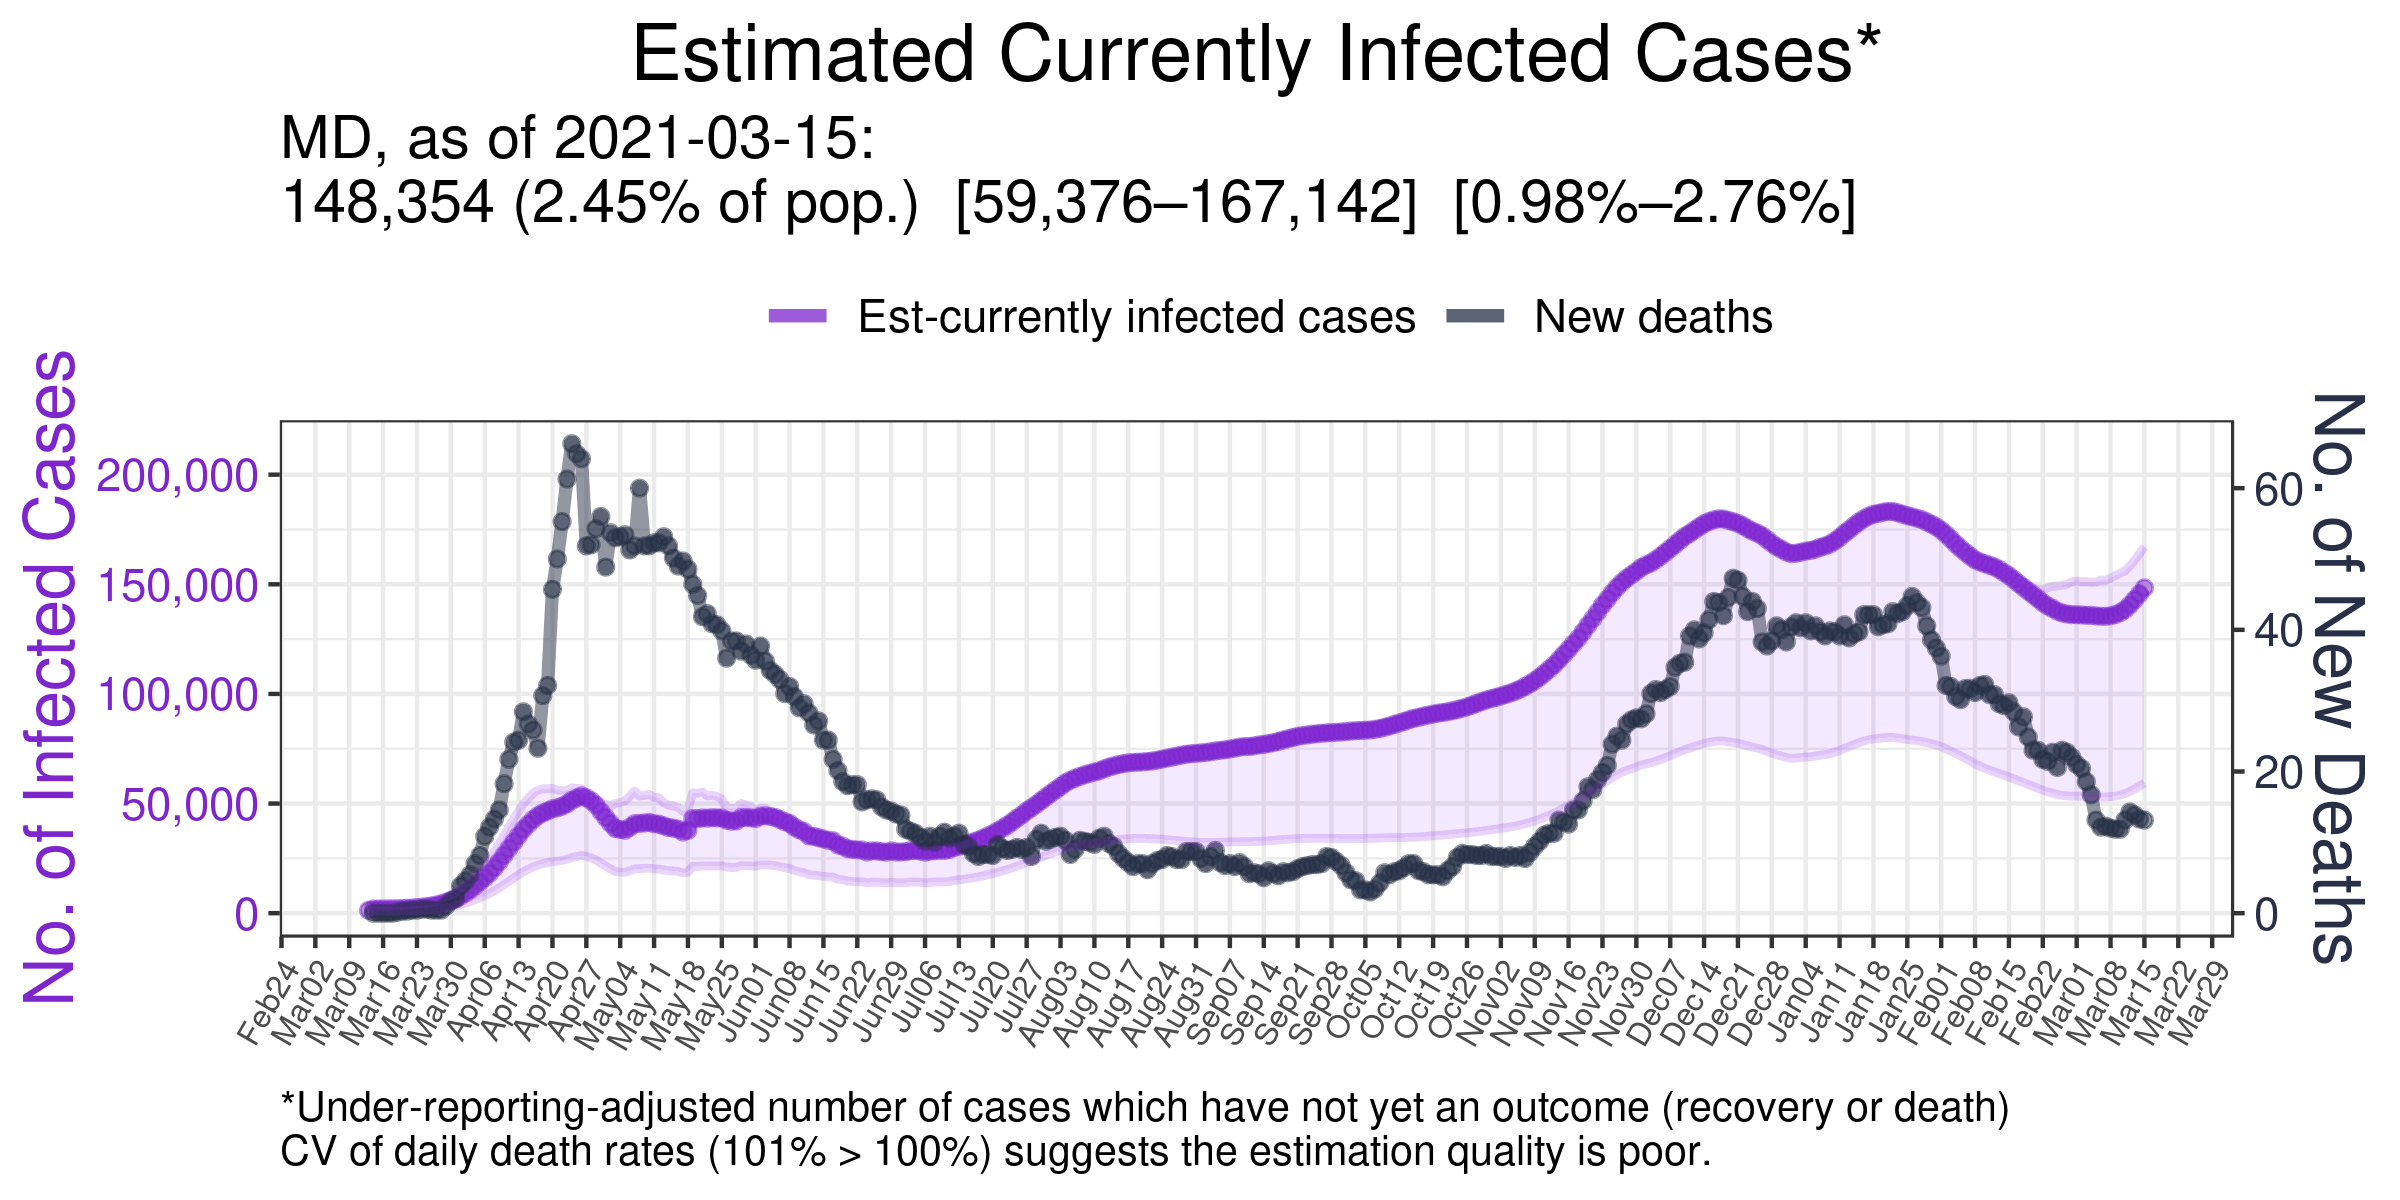 Estimated Currently Infected Cases*
MD, as of 2021-03-15:
148,354 (2.45% of pop.)  [59,376–167,142]  [0.98%–2.76%]
Est-currently infected cases
New deaths
No. of Infected Cases
200,000
150,000
100,000
50,000
0
60
40
20
0
No. of New Deaths
Feb24
Mar02
Mar09
Mar16
Mar23
Mar30
Apr06
Apr13
Apr20
Apr27
May04
May11
May18
May25
Jun01
Jun08
Jun15
Jun22
Jun29
Jul06
Jul13
Jul20
Jul27
Aug03
Aug10
Aug17
Aug24
Aug31
Sep07
Sep14
Sep21
Sep28
Oct05
Oct12
Oct19
Oct26
Nov02
Nov09
Nov16
Nov23
Nov30
Dec07
Dec14
Dec21
Dec28
Jan04
Jan11
Jan18
Jan25
Feb01
Feb08
Feb15
Feb22
Mar01
Mar08
Mar15
Mar22
Mar29
*Under-reporting-adjusted number of cases which have not yet an outcome (recovery or death)
CV of daily death rates (101% > 100%) suggests the estimation quality is poor.